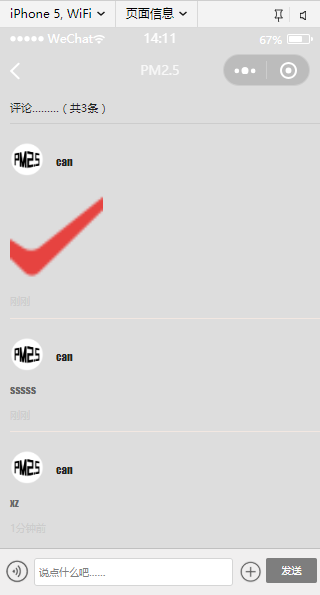 iPhone 5, WiFi 页面信息
WeChat 14:11 67%
PM2.5
评论.........（共3条）
PM2.5 can
刚刚
PM2.5 can
sssss
刚刚
PM2.5 can
xz
1分钟前
说点什么吧...... 发送